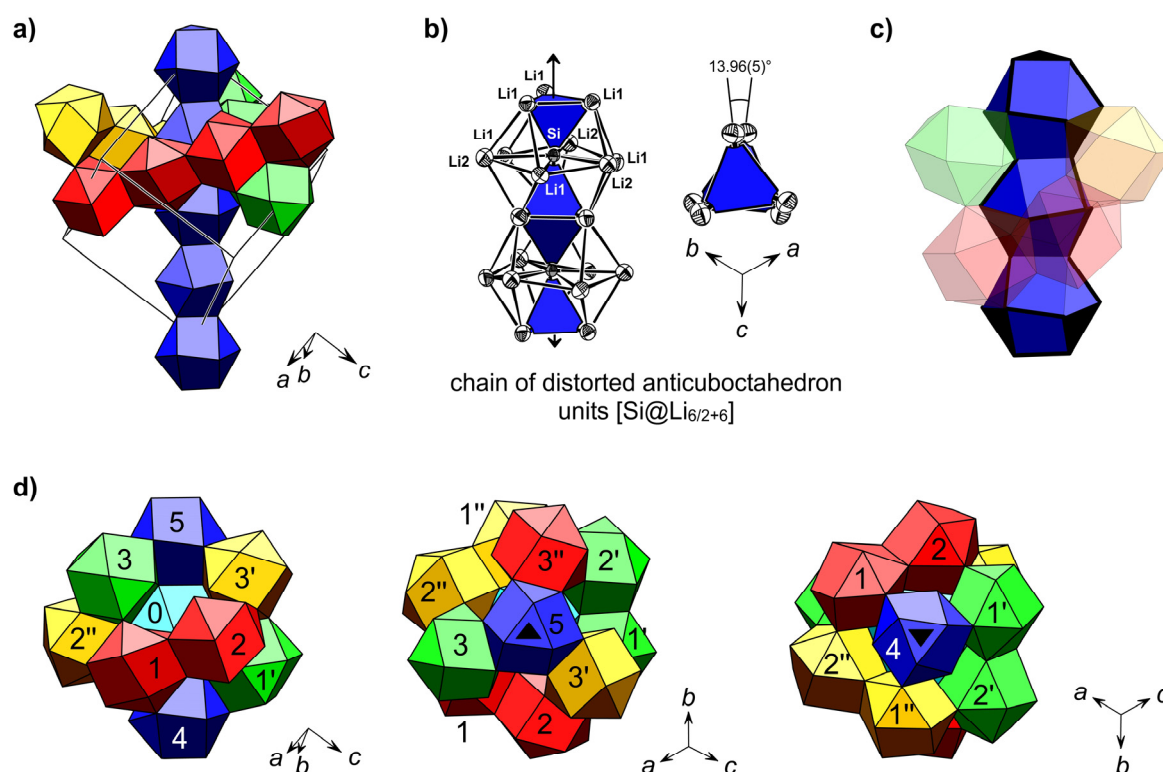 a)
b)
c)
13.96(5)°
Li1
Li1
Li1
Si
Li2
Li1
Li1
Li2
Li2
Li1
b
a
c
a
b
c
chain of distorted anticuboctahedron
units [Si@Li6/2+6]
d)
5
3
3'
0
2''
2
1
1'
4
a
b
c
1''
3''
2'
2''
5
3
1'
3'
1
2
b
a
c
2
1
1'
4
2''
2'
1''
a
c
b